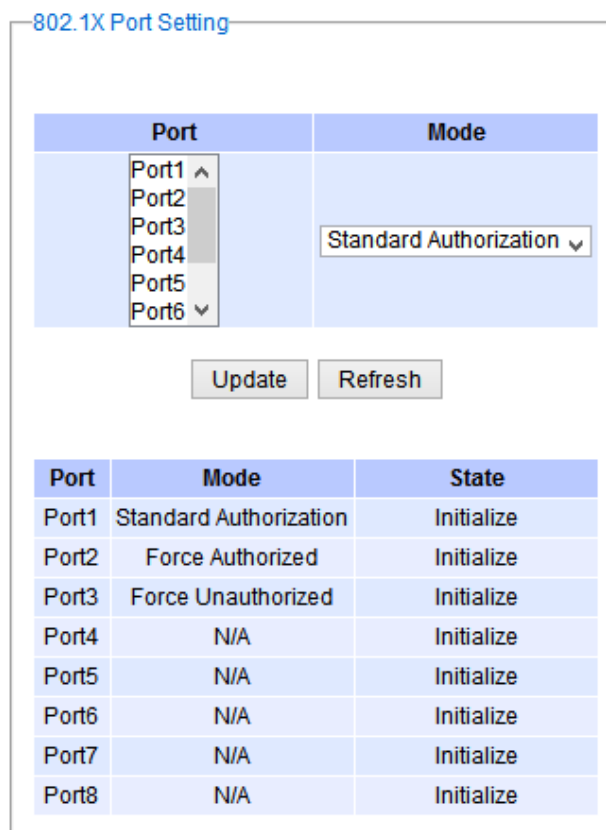 802.1X Port Setting
Port Mode
Port1
Port2
Port3
Port4
Port5
Port6
Standard Authorization
Update Refresh
Port Mode State
Port1 Standard Authorization Initialize
Port2 Force Authorized Initialize
Port3 Force Unauthorized Initialize
Port4 N/A Initialize
Port5 N/A Initialize
Port6 N/A Initialize
Port7 N/A Initialize
Port8 N/A Initialize